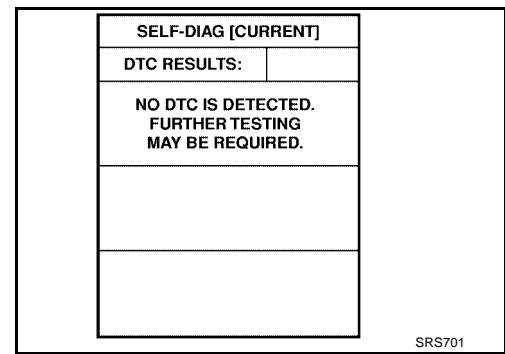 SELF-DIAG [CURRENT]
DTC RESULTS:
NO DTC IS DETECTED.
FURTHER TESTING
MAY BE REQUIRED.
SRS701